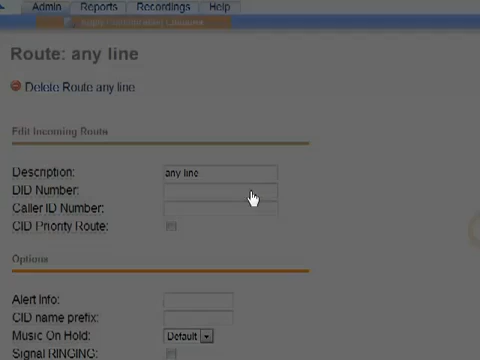 Admin Reports Recordings Help
Apply Configuration Changes
Route: any line
Delete Route any line
Edit Incoming Route
Description: any line
DID Number:
Caller ID Number:
CID Priority Route:
Options
Alert Info:
CID name prefix:
Music On Hold: Default
Signal RINGING: